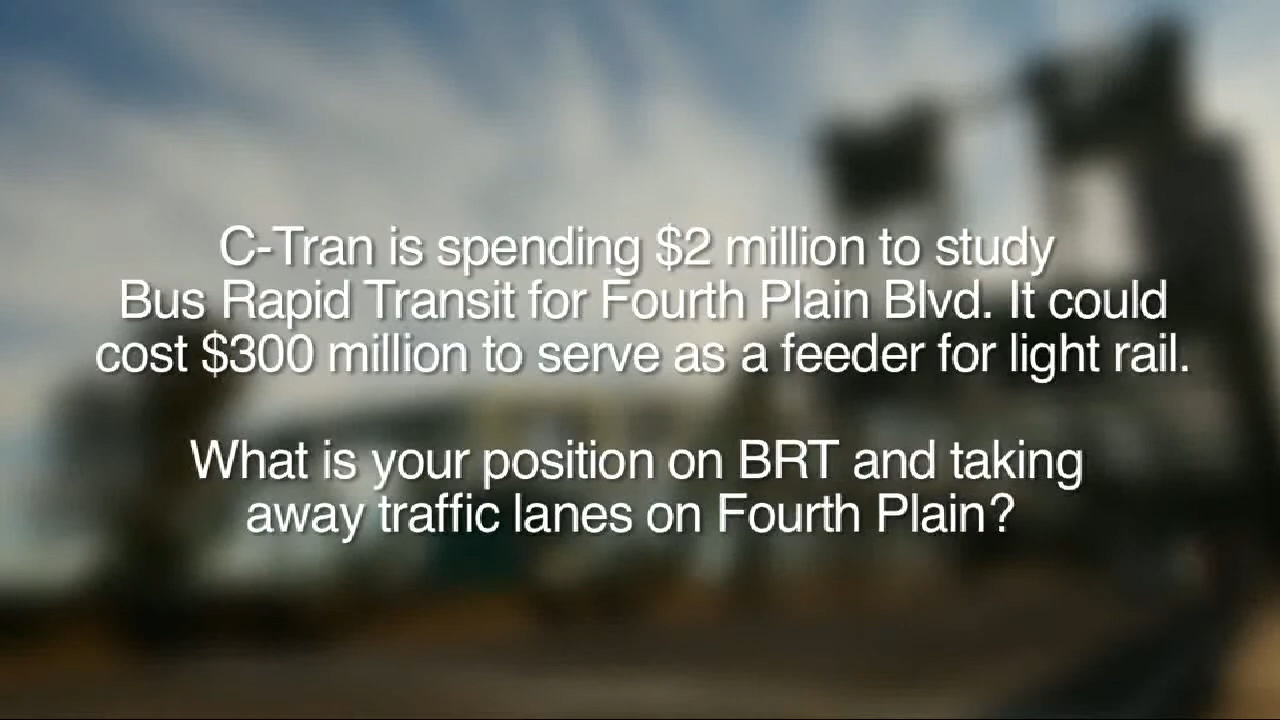 C-Tran is spending $2 million to study
Bus Rapid Transit for Fourth Plain Blvd. It could
cost $300 million to serve as a feeder for light rail.
What is your position on BRT and taking
away traffic lanes on Fourth Plain?